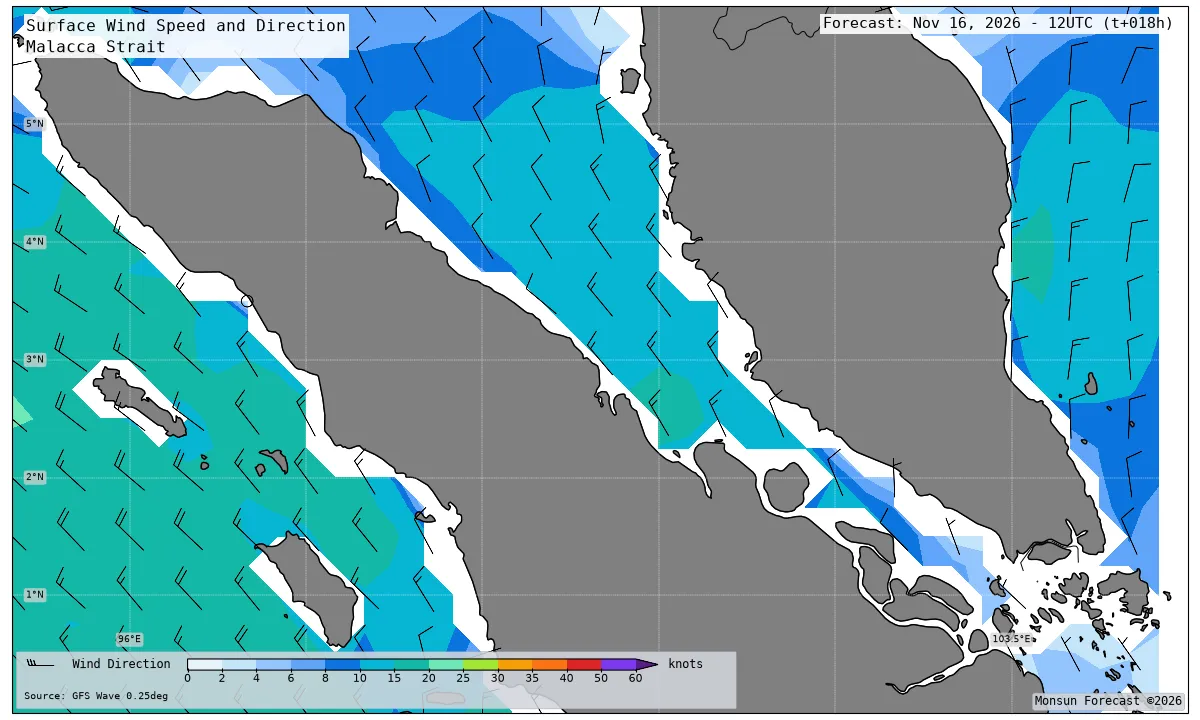 Surface Wind Speed and Direction
Malacca Strait
Forecast: Nov 16, 2026 - 12UTC (t+018h)
5°N
4°N
3°N
2°N
1°N
96°E
103.5°E
Wind Direction
0 2 4 6 8 10 15 20 25 30 35 40 50 60
knots
Source: GFS Wave 0.25deg
Monsun Forecast ©2026